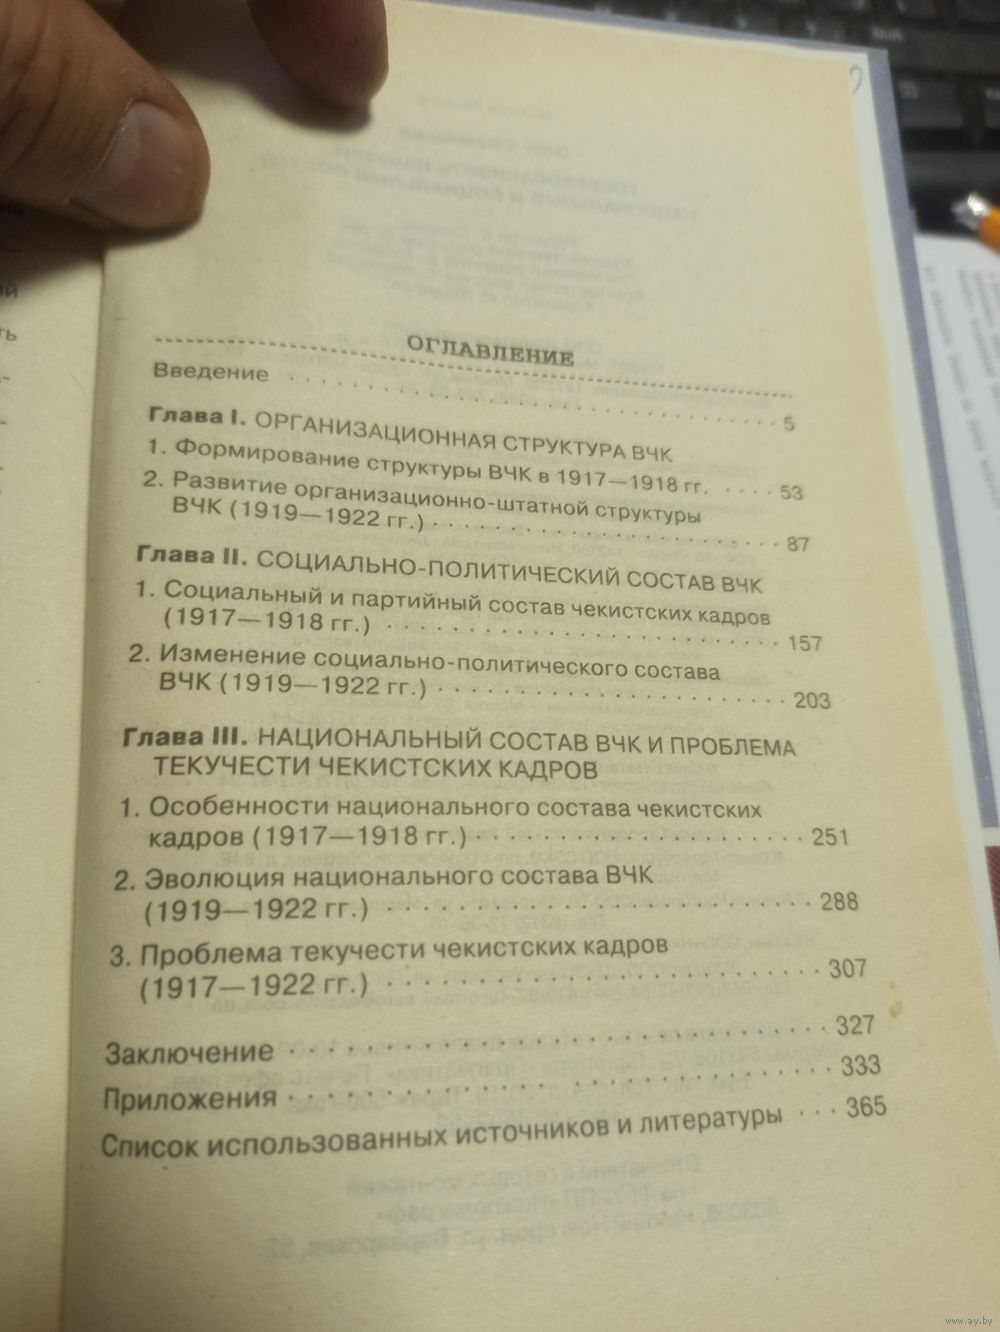 ОГЛАВЛЕНИЕ
Введение . . . . . . . . . . . . . . . . . . . . . . . . . 5
Глава I. ОРГАНИЗАЦИОННАЯ СТРУКТУРА ВЧК
1. Формирование структуры ВЧК в 1917—1918 гг. . . . . 53
2. Развитие организационно-штатной структуры
ВЧК (1919—1922 гг.) . . . . . . . . . . . . . . . . . . . 87
Глава II. СОЦИАЛЬНО-ПОЛИТИЧЕСКИЙ СОСТАВ ВЧК
1. Социальный и партийный состав чекистских кадров
(1917—1918 гг.) . . . . . . . . . . . . . . . . . . . . 157
2. Изменение социально-политического состава
ВЧК (1919—1922 гг.) . . . . . . . . . . . . . . . . . . 203
Глава III. НАЦИОНАЛЬНЫЙ СОСТАВ ВЧК И ПРОБЛЕМА
ТЕКУЧЕСТИ ЧЕКИСТСКИХ КАДРОВ
1. Особенности национального состава чекистских
кадров (1917—1918 гг.) . . . . . . . . . . . . . . . . 251
2. Эволюция национального состава ВЧК
(1919—1922 гг.) . . . . . . . . . . . . . . . . . . . . 288
3. Проблема текучести чекистских кадров
(1917—1922 гг.) . . . . . . . . . . . . . . . . . . . . 307
Заключение . . . . . . . . . . . . . . . . . . . . . . . 327
Приложения . . . . . . . . . . . . . . . . . . . . . . . 333
Список использованных источников и литературы . . . 365
www.ay.by